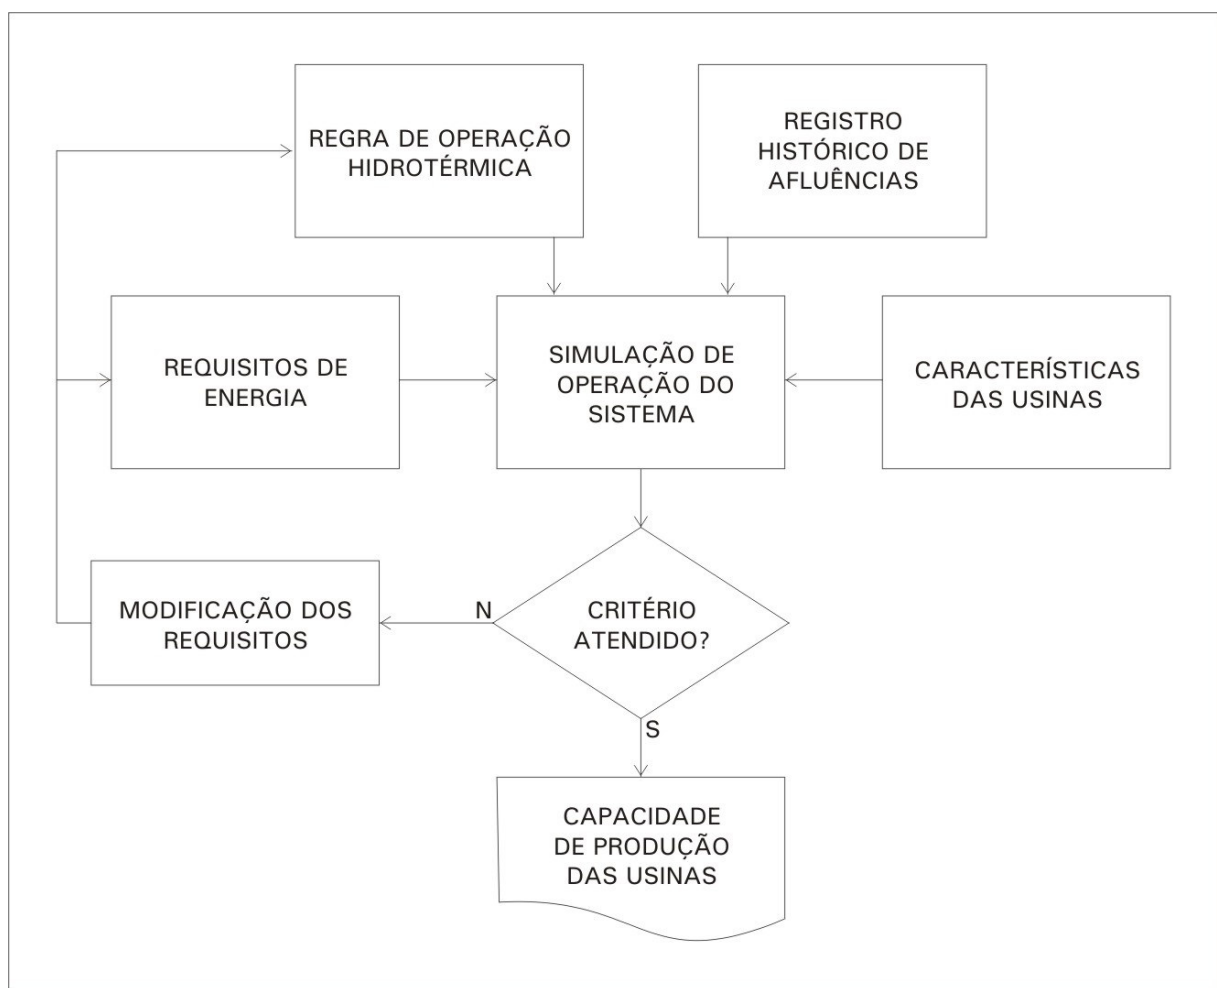 REGRA DE OPERAÇÃO
HIDROTÉRMICA
REGISTRO
HISTÓRICO DE
AFLUÊNCIAS
REQUISITOS DE
ENERGIA
SIMULAÇÃO DE
OPERAÇÃO DO
SISTEMA
CARACTERÍSTICAS
DAS USINAS
MODIFICAÇÃO DOS
REQUISITOS
N
CRITÉRIO
ATENDIDO?
S
CAPACIDADE
DE PRODUÇÃO
DAS USINAS